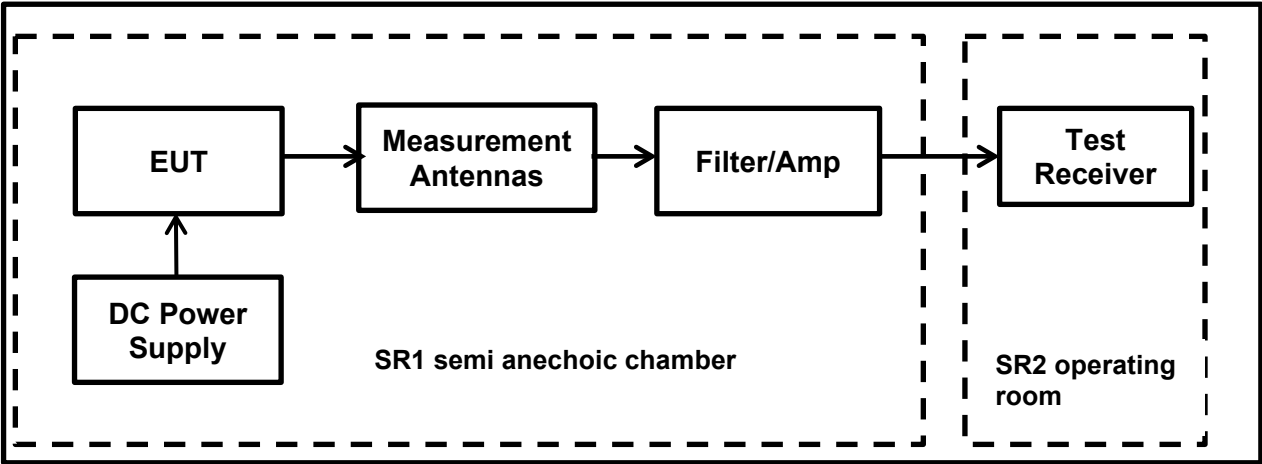 EUT
Measurement
Antennas
Filter/Amp
Test
Receiver
DC Power
Supply
SR1 semi anechoic chamber
SR2 operating
room